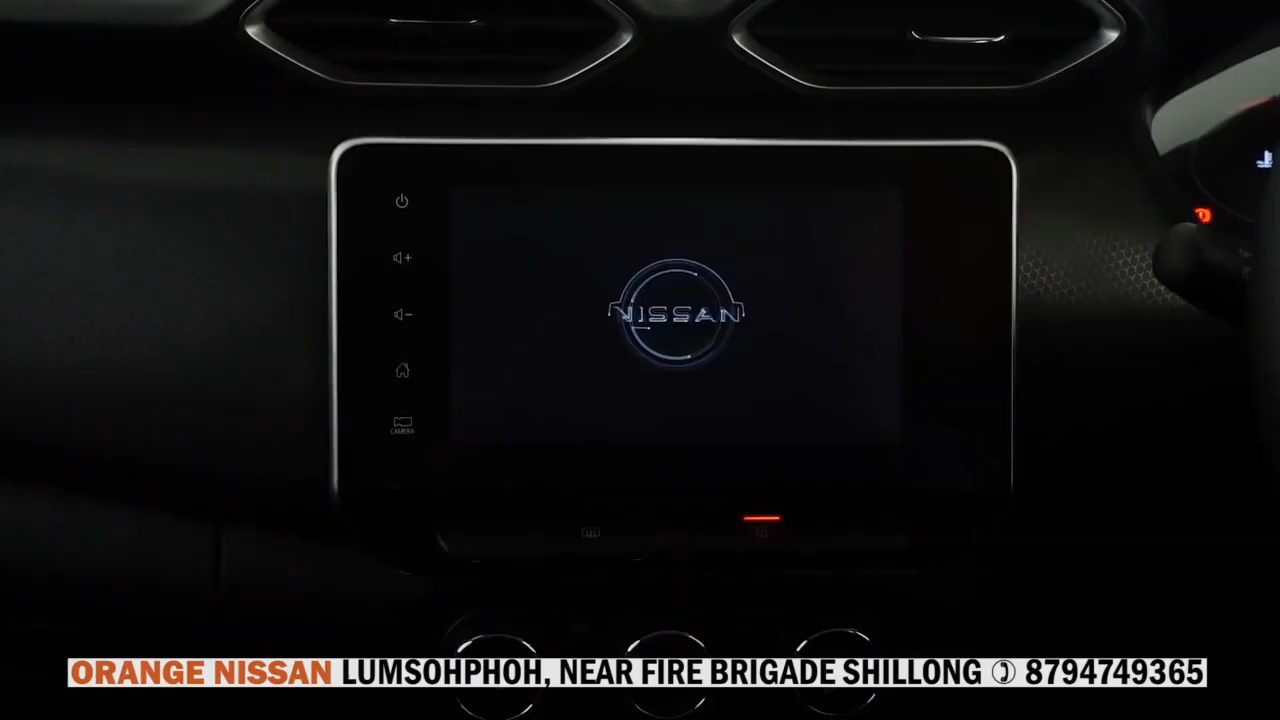 NISSAN
CAMERA
ORANGE NISSAN LUMSOHPHOH, NEAR FIRE BRIGADE SHILLONG ✆ 8794749365